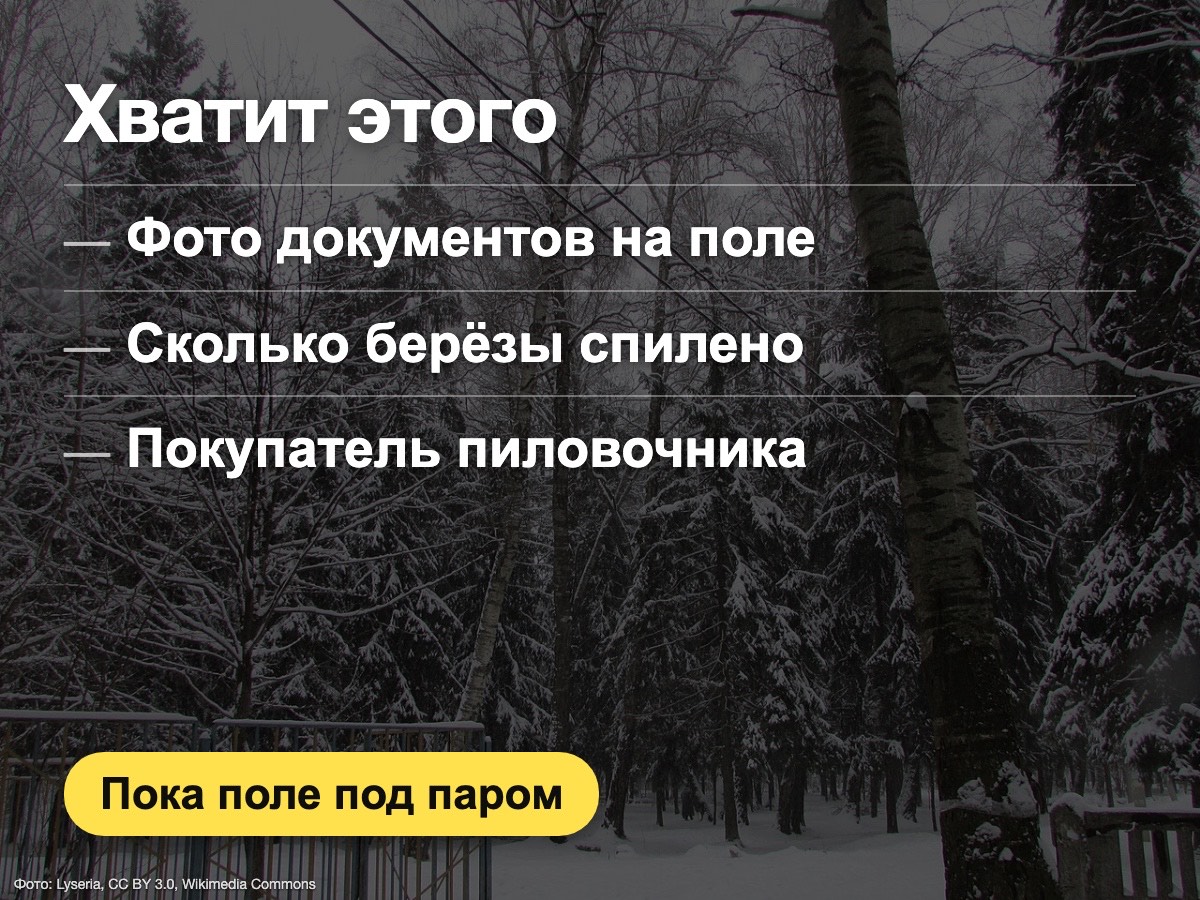 Хватит этого
— Фото документов на поле
— Сколько берёзы спилено
— Покупатель пиловочника
Пока поле под паром
Фото: Lyseria, CC BY 3.0, Wikimedia Commons